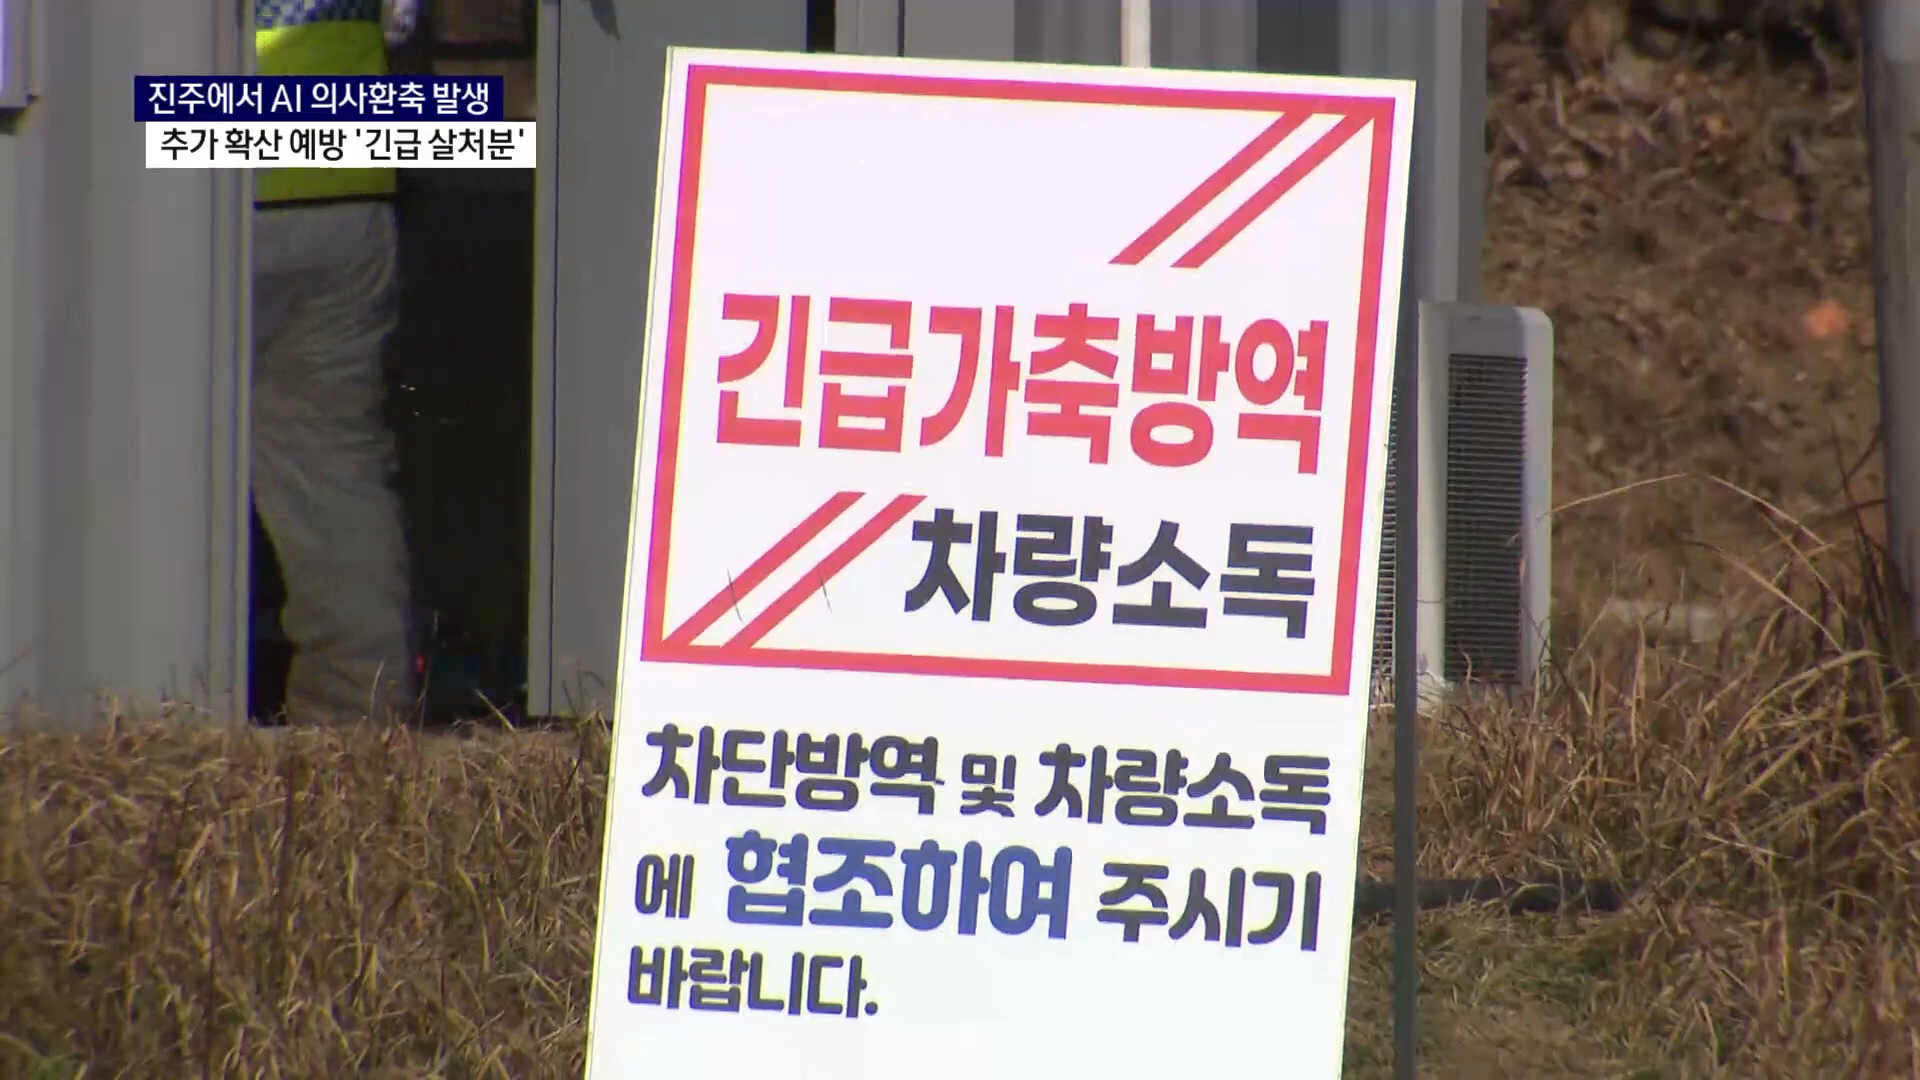 진주에서 AI 의사환축 발생
추가 확산 예방 '긴급 살처분'
긴급가축방역
차량소독
차단방역 및 차량소독
에 협조하여 주시기
바랍니다.